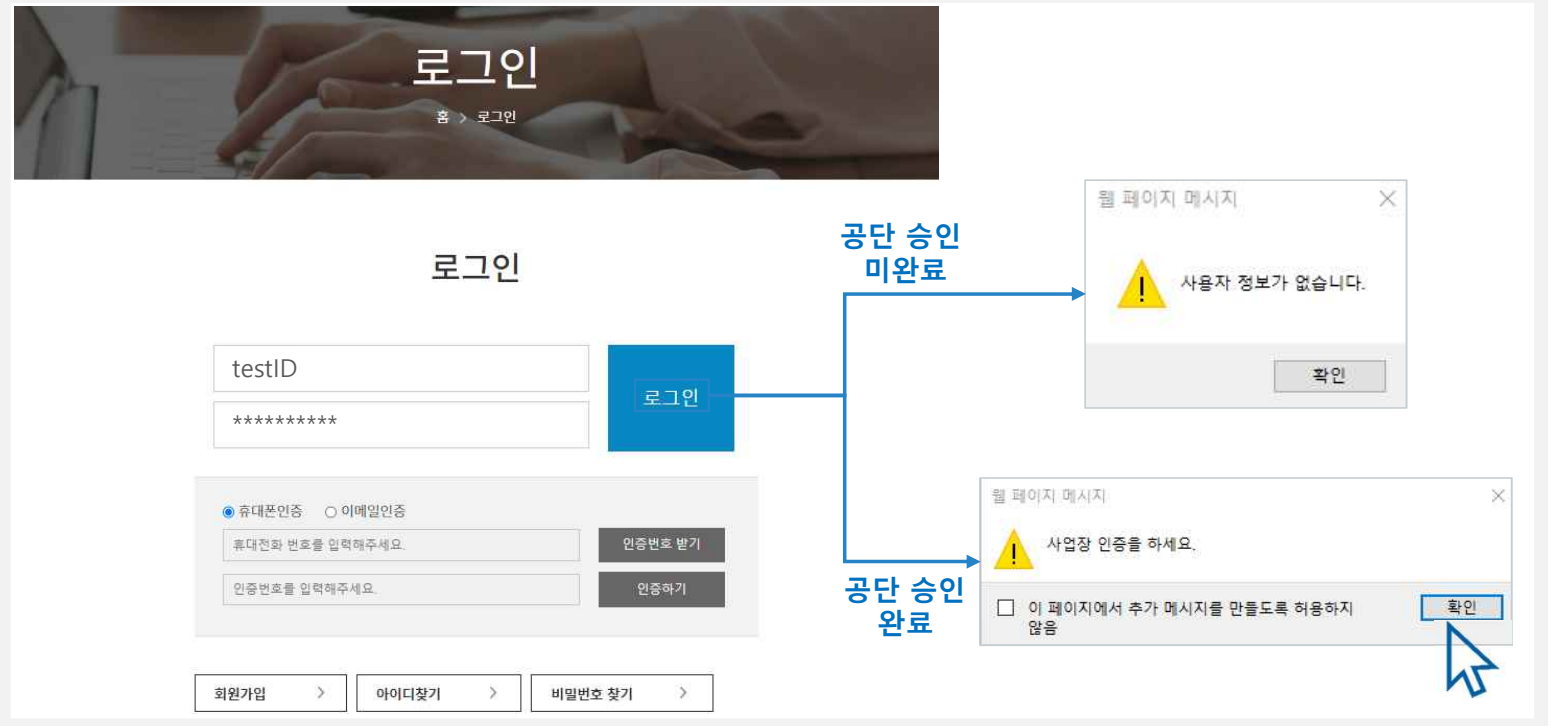 로그인
홈 > 로그인
로그인
testID
**********
로그인
휴대폰인증 이메일인증
휴대전화 번호를 입력해주세요.
인증번호 받기
인증번호를 입력해주세요.
인증하기
회원가입 >
아이디찾기 >
비밀번호 찾기 >
공단 승인
미완료
웹 페이지 메시지
사용자 정보가 없습니다.
확인
공단 승인
완료
웹 페이지 메시지
사업장 인증을 하세요.
이 페이지에서 추가 메시지를 만들도록 허용하지
않음
확인